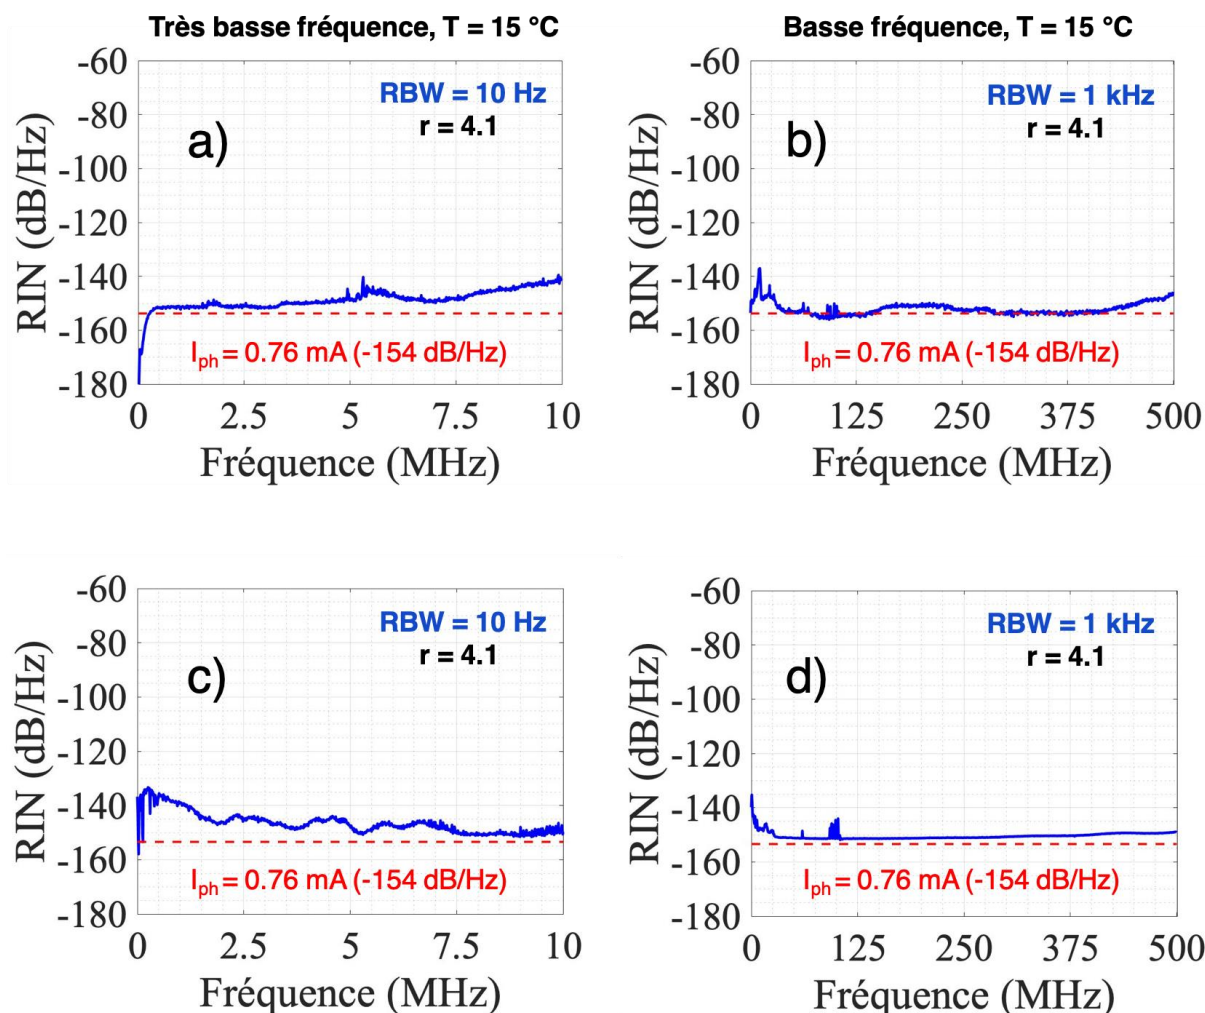 Très basse fréquence, T = 15 °C
-60
-80
-100
-120
-140
-160
-180
RIN (dB/Hz)
RBW = 10 Hz
r = 4.1
a)
I_ph = 0.76 mA (-154 dB/Hz)
0 2.5 5 7.5 10
Fréquence (MHz)
Basse fréquence, T = 15 °C
-60
-80
-100
-120
-140
-160
-180
RIN (dB/Hz)
RBW = 1 kHz
r = 4.1
b)
I_ph = 0.76 mA (-154 dB/Hz)
0 125 250 375 500
Fréquence (MHz)
-60
-80
-100
-120
-140
-160
-180
RIN (dB/Hz)
RBW = 10 Hz
r = 4.1
c)
I_ph = 0.76 mA (-154 dB/Hz)
0 2.5 5 7.5 10
Fréquence (MHz)
-60
-80
-100
-120
-140
-160
-180
RIN (dB/Hz)
RBW = 1 kHz
r = 4.1
d)
I_ph = 0.76 mA (-154 dB/Hz)
0 125 250 375 500
Fréquence (MHz)